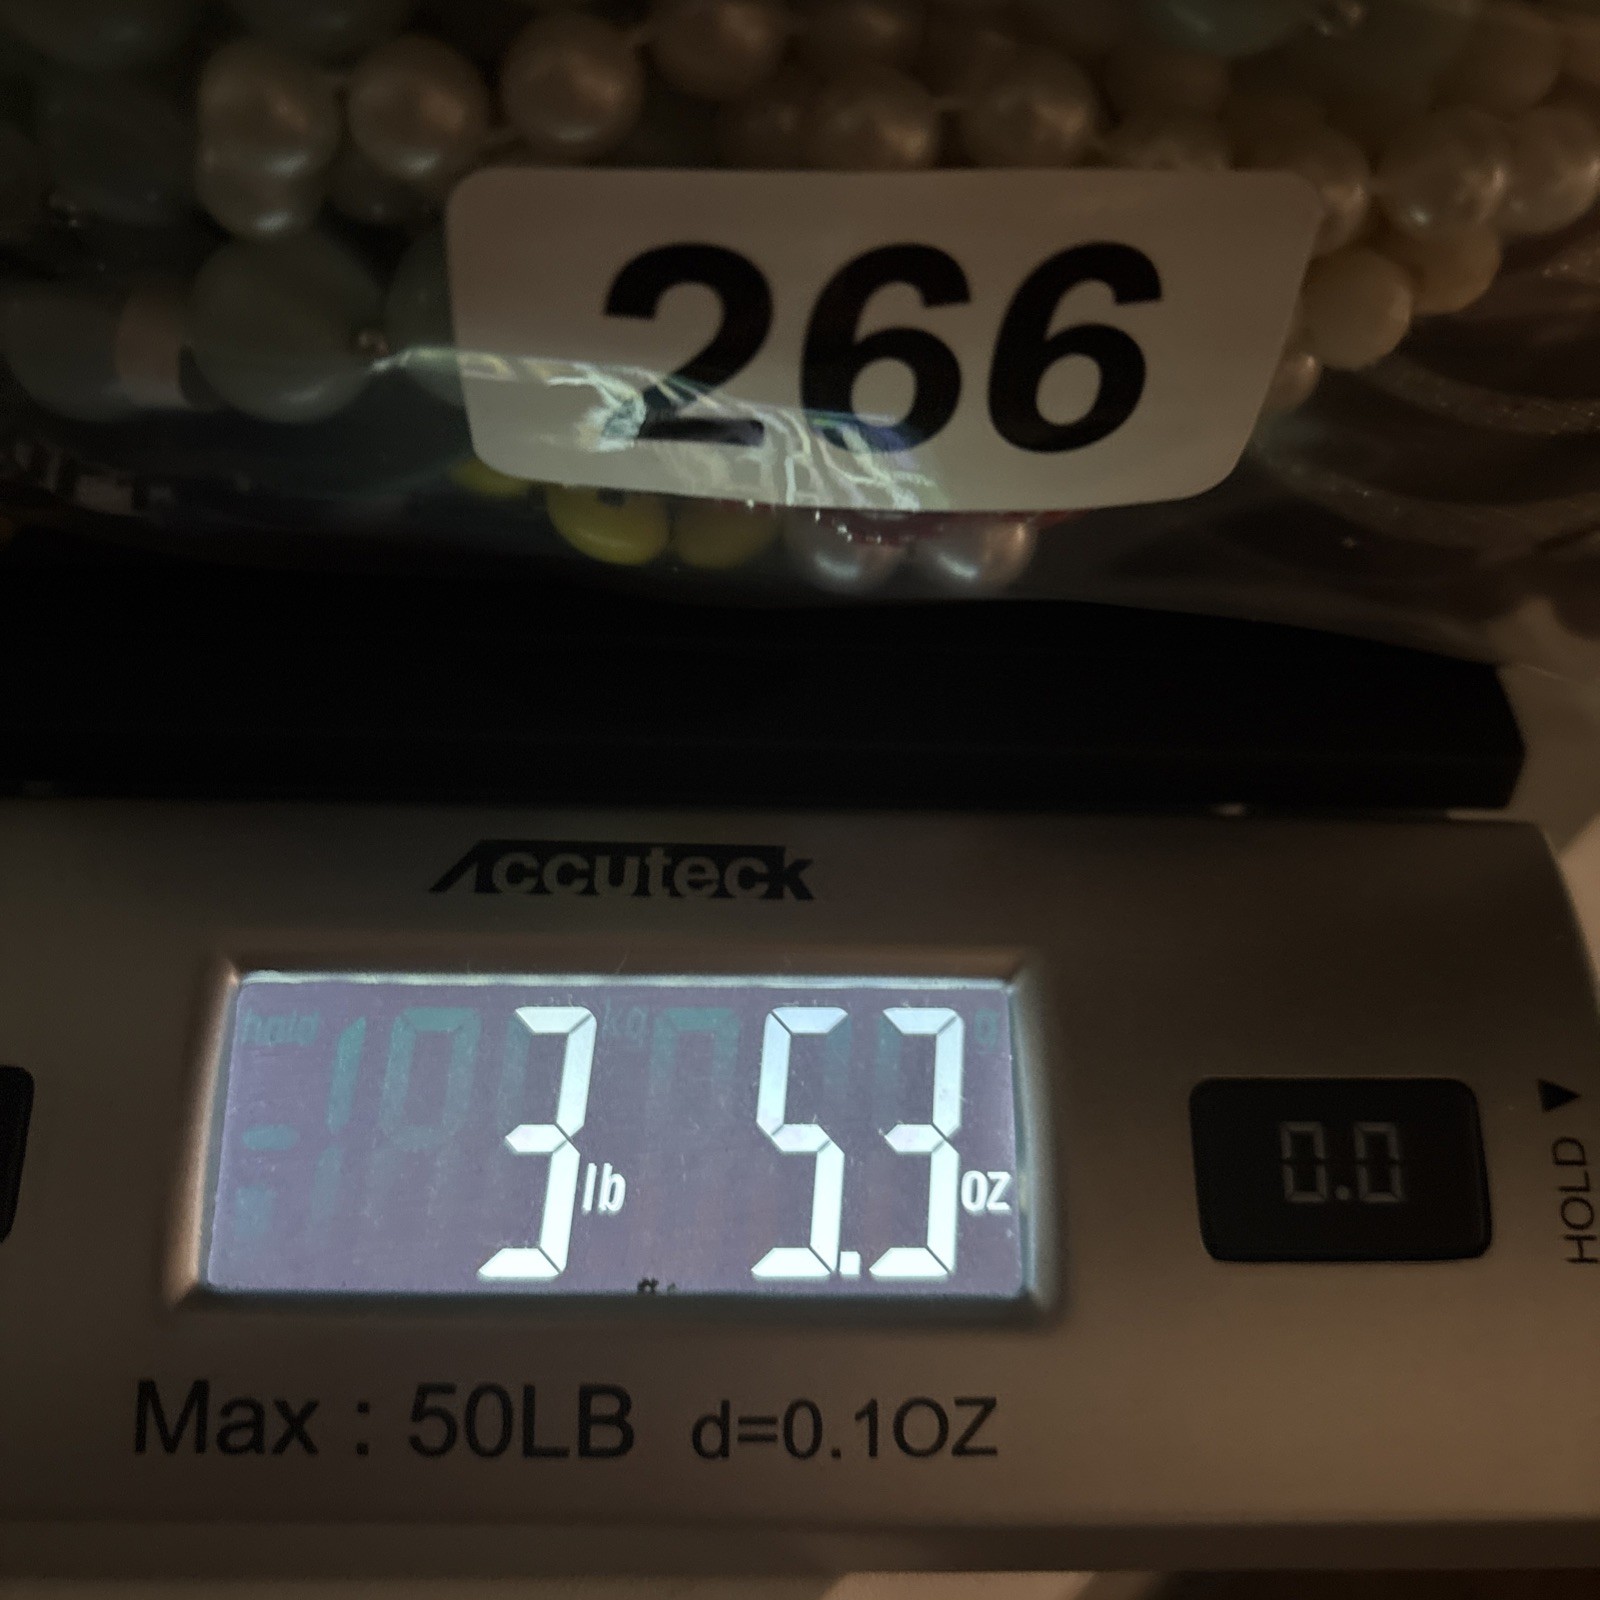 266
Accuteck
3 lb 5.3 oz
0.0
HOLD
Max : 50LB d=0.1OZ